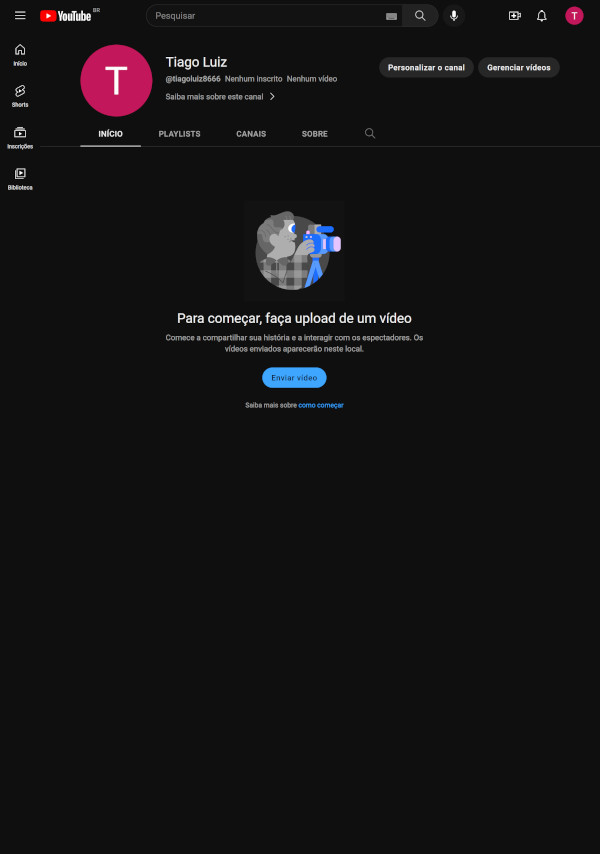 YouTube BR
Pesquisar
T
Início
Shorts
Inscrições
Biblioteca
T
Tiago Luiz
@tiagoluiz8666 Nenhum inscrito Nenhum vídeo
Saiba mais sobre este canal
Personalizar o canal
Gerenciar vídeos
INÍCIO PLAYLISTS CANAIS SOBRE
Para começar, faça upload de um vídeo
Comece a compartilhar sua história e a interagir com os espectadores. Os
vídeos enviados aparecerão neste local.
Enviar vídeo
Saiba mais sobre como começar